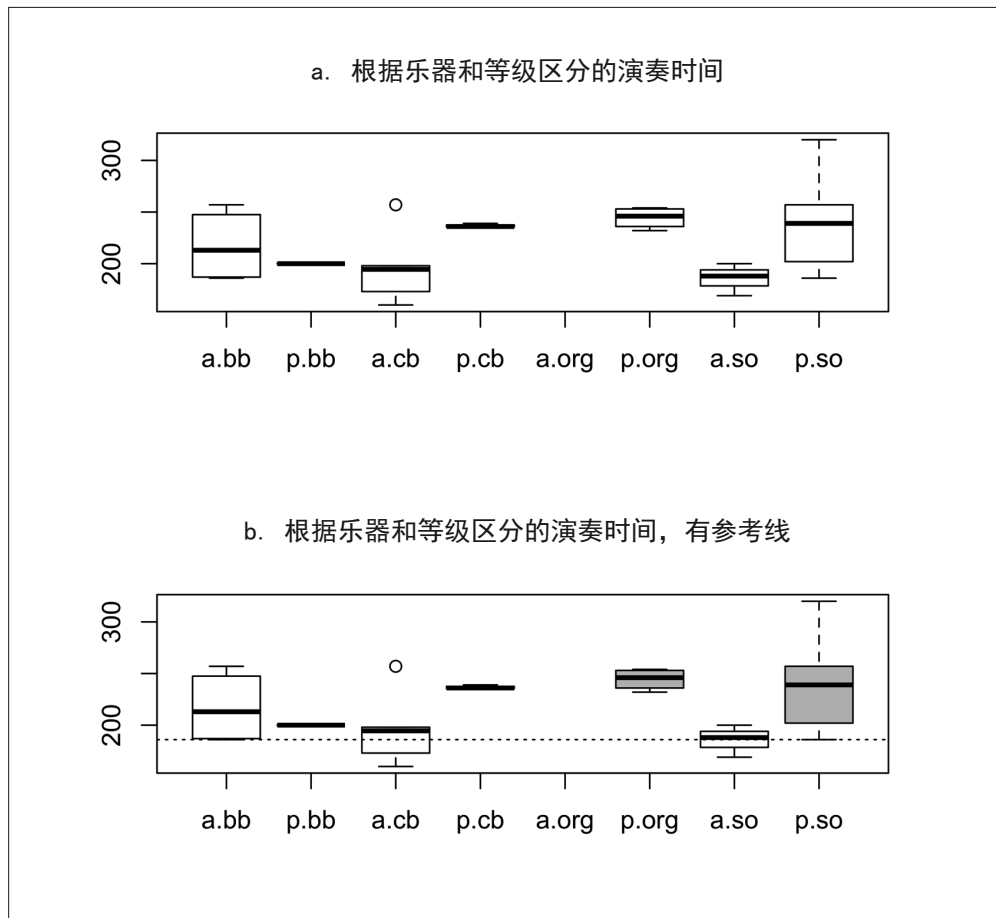 a. 根据乐器和等级区分的演奏时间
300
200
a.bb p.bb a.cb p.cb a.org p.org a.so p.so
b. 根据乐器和等级区分的演奏时间，有参考线
300
200
a.bb p.bb a.cb p.cb a.org p.org a.so p.so